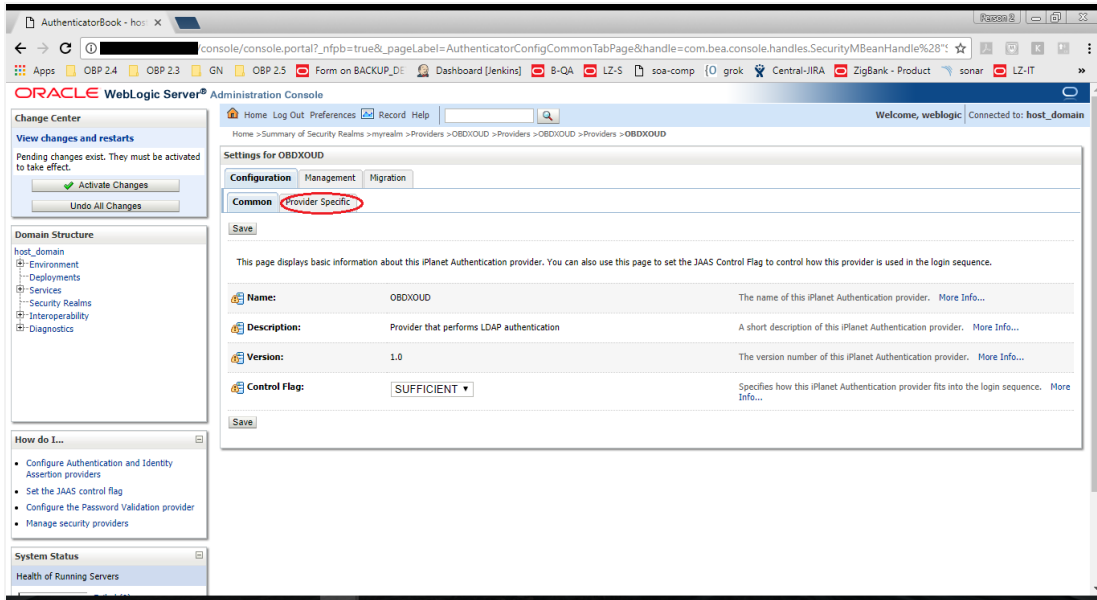 AuthenticatorBook - hos
Person 2
/console/console.portal?_nfpb=true&_pageLabel=AuthenticatorConfigCommonTabPage&handle=com.bea.console.handles.SecurityMBeanHandle%28"S
Apps OBP 2.4 OBP 2.3 GN OBP 2.5 Form on BACKUP_DE Dashboard [Jenkins] B-QA LZ-S soa-comp grok Central-JIRA ZigBank - Product sonar LZ-IT »
ORACLE WebLogic Server® Administration Console
Change Center
View changes and restarts
Pending changes exist. They must be activated
to take effect.
Activate Changes
Undo All Changes
Domain Structure
host_domain
Environment
Deployments
Services
Security Realms
Interoperability
Diagnostics
How do I...
Configure Authentication and Identity
Assertion providers
Set the JAAS control flag
Configure the Password Validation provider
Manage security providers
System Status
Health of Running Servers
Home Log Out Preferences Record Help
Welcome, weblogic Connected to: host_domain
Home >Summary of Security Realms >myrealm >Providers >OBDXOUD >Providers >OBDXOUD >Providers >OBDXOUD
Settings for OBDXOUD
Configuration Management Migration
Common Provider Specific
Save
This page displays basic information about this iPlanet Authentication provider. You can also use this page to set the JAAS Control Flag to control how this provider is used in the login sequence.
Name: OBDXOUD The name of this iPlanet Authentication provider. More Info...
Description: Provider that performs LDAP authentication A short description of this iPlanet Authentication provider. More Info...
Version: 1.0 The version number of this iPlanet Authentication provider. More Info...
Control Flag: SUFFICIENT Specifies how this iPlanet Authentication provider fits into the login sequence. More
Info...
Save